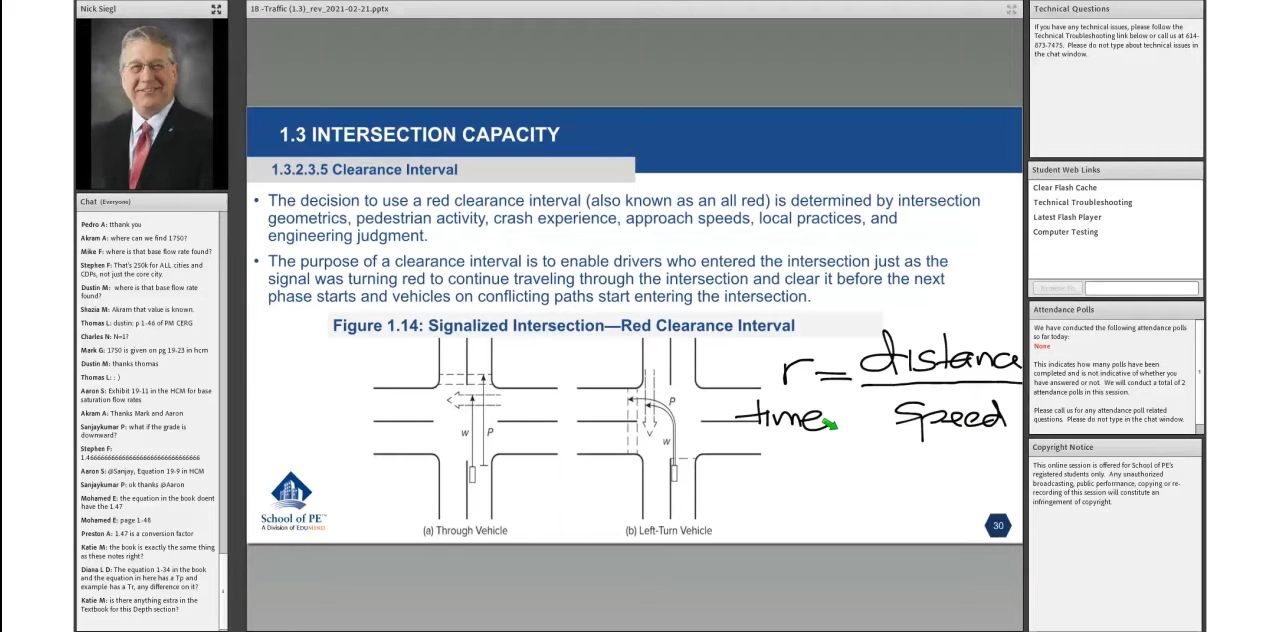 Nick Siegl
1B -Traffic (1.3)_rev_2021-02-21.pptx
Technical Questions
If you have any technical issues, please follow the
Technical Troubleshooting link below or call us at 614-
873-7475. Please do not type about technical issues in
the chat window.
1.3 INTERSECTION CAPACITY
1.3.2.3.5 Clearance Interval
• The decision to use a red clearance interval (also known as an all red) is determined by intersection
geometrics, pedestrian activity, crash experience, approach speeds, local practices, and
engineering judgment.
• The purpose of a clearance interval is to enable drivers who entered the intersection just as the
signal was turning red to continue traveling through the intersection and clear it before the next
phase starts and vehicles on conflicting paths start entering the intersection.
Figure 1.14: Signalized Intersection—Red Clearance Interval
r = distance
time speed
w P
P
v
w
(a) Through Vehicle
(b) Left-Turn Vehicle
School of PE™
A Division of EDUMIND
30
Chat (Everyone)
Pedro A: tthank you
Akram A: where can we find 1750?
Mike F: where is that base flow rate found?
Stephen F: That's 250k for ALL cities and
CDPs, not just the core city.
Dustin M: where is that base flow rate
found?
Shazia M: Akram that value is known.
Thomas L: dustin: p 1-46 of PM CERG
Charles N: N=1?
Mark G: 1750 is given on pg 19-23 in hcm
Dustin M: thanks thomas
Thomas L: : )
Aaron S: Exhibit 19-11 in the HCM for base
saturation flow rates
Akram A: Thanks Mark and Aaron
Sanjaykumar P: what if the grade is
downward?
Stephen F:
Aaron S: @Sanjay, Equation 19-9 in HCM
Sanjaykumar P: ok thanks @Aaron
Mohamed E: the equation in the book doent
have the 1.47
Mohamed E: page 1-46
Preston A: 1.47 is a conversion factor
Katie M: the book is exactly the same thing
as these notes right?
Diana L D: The equation 1-34 in the book
and the equation in here has a Tp and
example has a Tr, any difference on it?
Katie M: is there anything extra in the
Textbook for this Depth section?
Student Web Links
Clear Flash Cache
Technical Troubleshooting
Latest Flash Player
Computer Testing
Browse To
Attendance Polls
We have conducted the following attendance polls
so far today:
None
This indicates how many polls have been
completed and is not indicative of whether you
have answered or not. We will conduct a total of 2
attendance polls in this session.
Please call us for any attendance poll related
questions. Please do not type in the chat window.
Copyright Notice
This online session is offered for School of PE's
registered students only. Any unauthorized
broadcasting, public performance, copying or re-
recording of this session will constitute an
infringement of copyright.